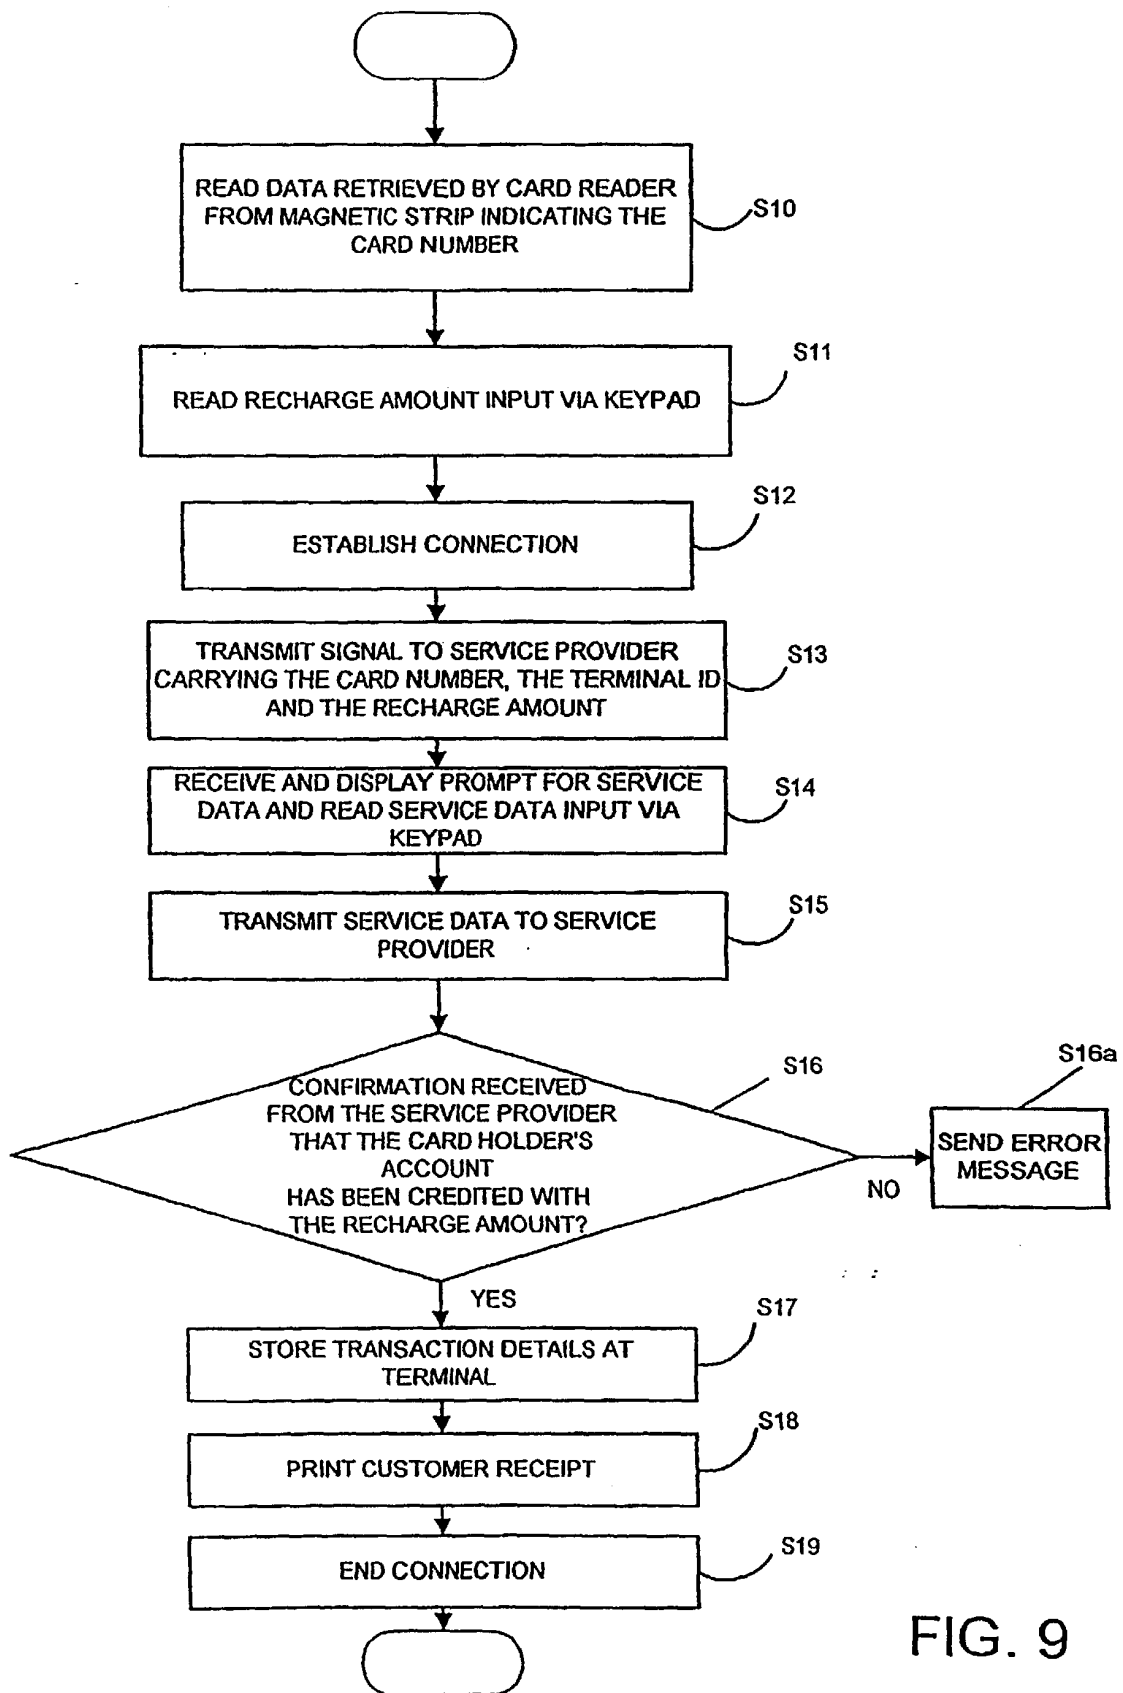 READ DATA RETRIEVED BY CARD READER
FROM MAGNETIC STRIP INDICATING THE
CARD NUMBER
S10
S11
READ RECHARGE AMOUNT INPUT VIA KEYPAD
S12
ESTABLISH CONNECTION
TRANSMIT SIGNAL TO SERVICE PROVIDER
CARRYING THE CARD NUMBER, THE TERMINAL ID
AND THE RECHARGE AMOUNT
S13
RECEIVE AND DISPLAY PROMPT FOR SERVICE
DATA AND READ SERVICE DATA INPUT VIA
KEYPAD
S14
TRANSMIT SERVICE DATA TO SERVICE
PROVIDER
S15
CONFIRMATION RECEIVED
FROM THE SERVICE PROVIDER
THAT THE CARD HOLDER'S
ACCOUNT
HAS BEEN CREDITED WITH
THE RECHARGE AMOUNT?
S16
S16a
SEND ERROR
MESSAGE
NO
YES
S17
STORE TRANSACTION DETAILS AT
TERMINAL
S18
PRINT CUSTOMER RECEIPT
S19
END CONNECTION
FIG. 9